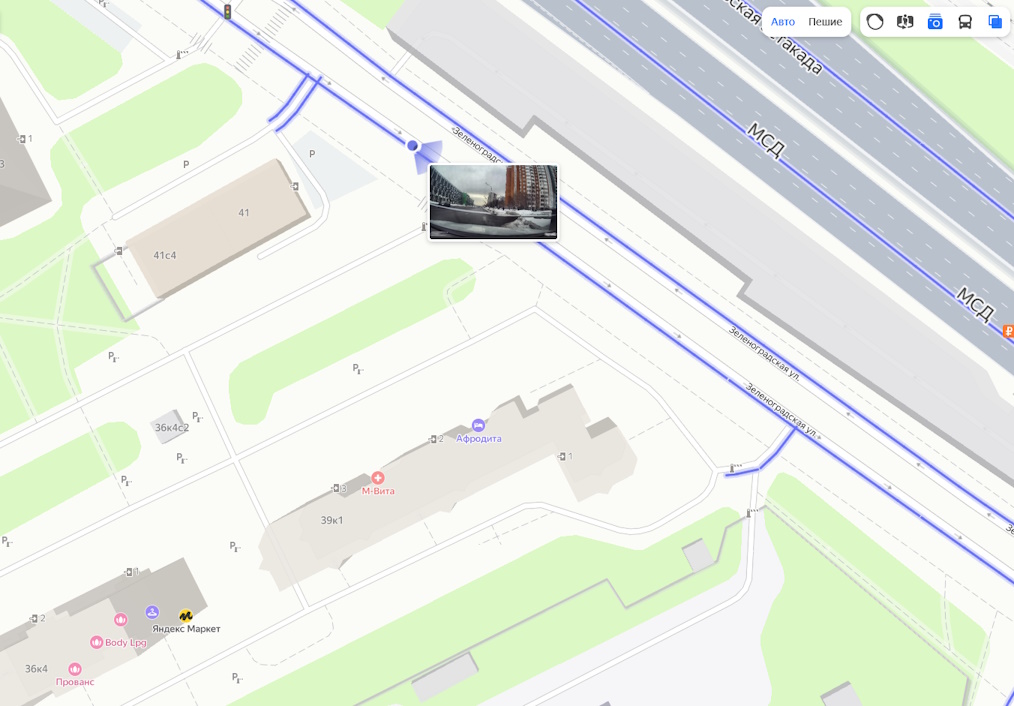 Авто Пешие
ская эстакада
МСД
Зеленоградс
1
3
P
P
41
41с4
МСД
₽
P
P
Зеленоградская ул.
Зеленоградская ул.
36к4с2
P
P
P
2
Афродита
1
3
М-Вита
39к1
P
P
1
2
Яндекс Маркет
Body Lpg
36к4
Прованс
P